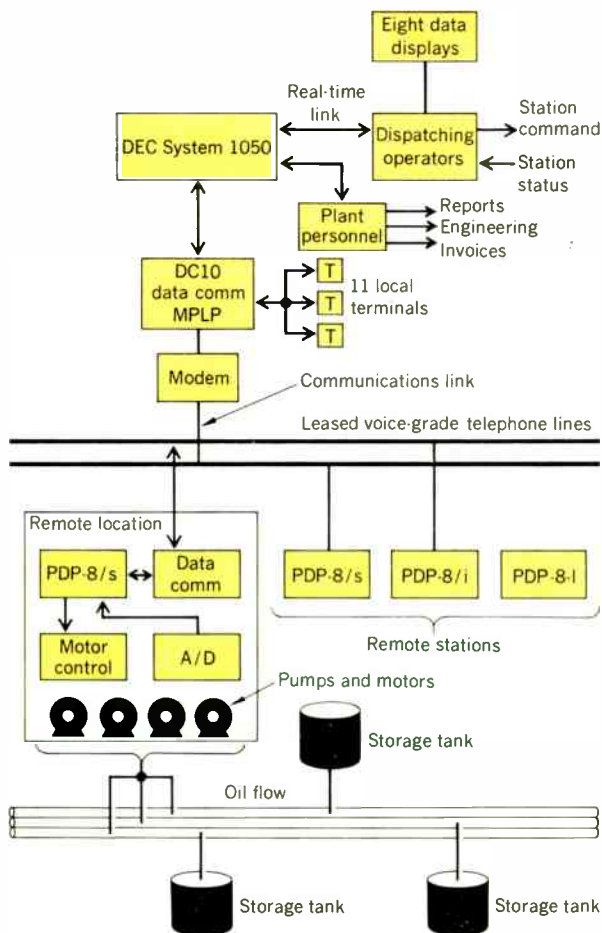 Eight data
displays
Real-time
link
DEC System 1050
Dispatching
operators
Station
command
Station
status
Plant
personnel
Reports
Engineering
Invoices
DC10
data comm
MPLP
T
T
T
11 local
terminals
Modem
Communications link
Leased voice-grade telephone lines
Remote location
PDP-8/s
Data
comm
Motor
control
A/D
PDP-8/s
PDP-8/i
PDP-8-I
Remote stations
Pumps and motors
Storage tank
Oil flow
Storage tank
Storage tank